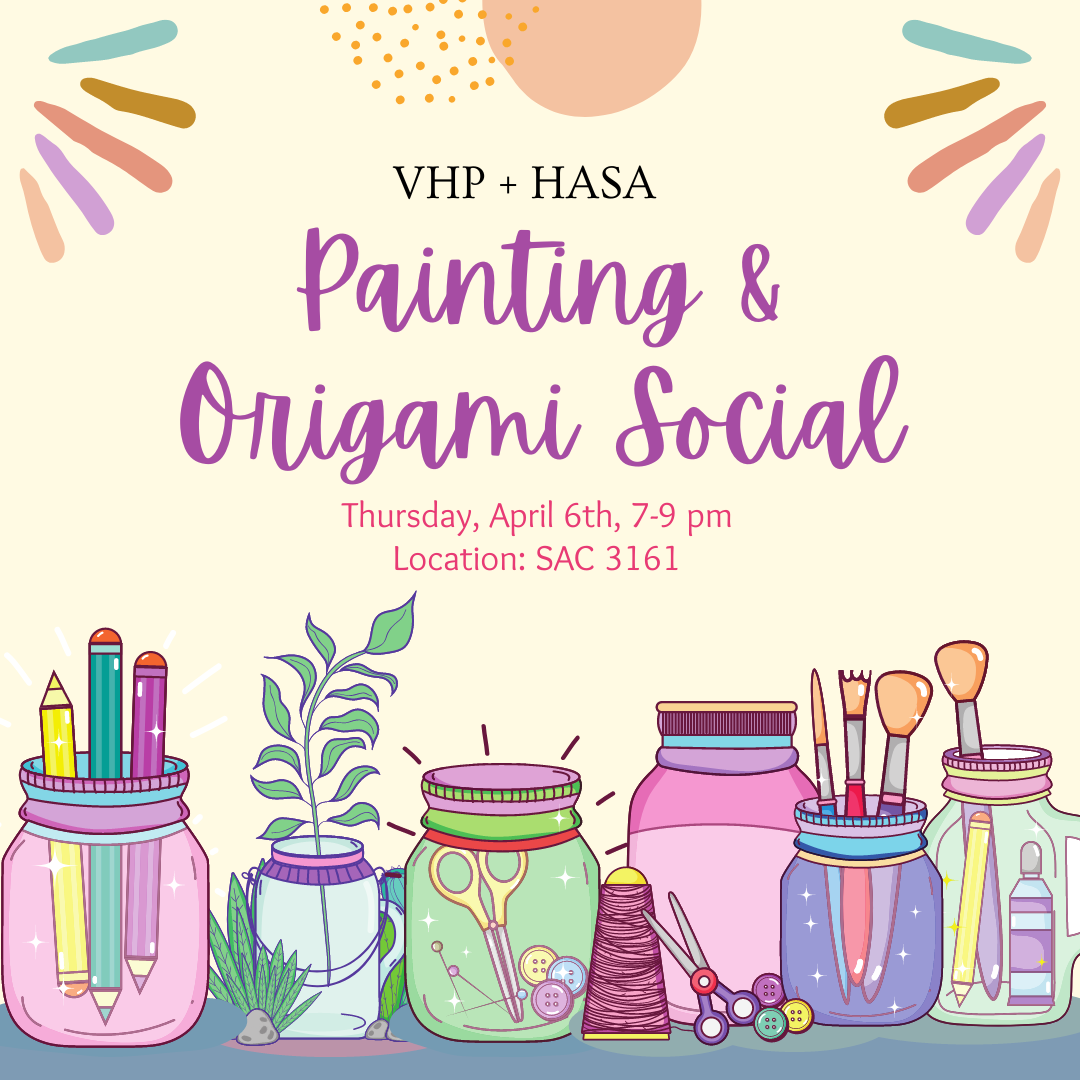 VHP + HASA
Painting &
Origami Social
Thursday, April 6th, 7-9 pm
Location: SAC 3161